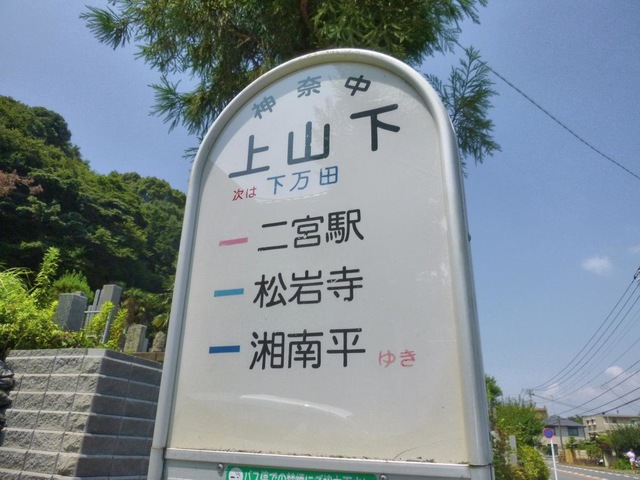 神奈中
上山下
次は 下万田
二宮駅
松岩寺
湘南平 ゆき